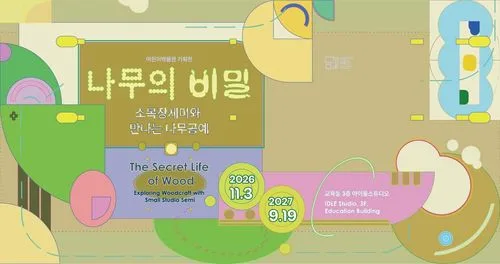 어린이박물관 기획전
나무의 비밀
소목장세미와
만나는 나무공예
The Secret Life
of Wood
Exploring Woodcraft with
Small Studio Semi
2026
11.3
2027
9.19
교육동 3층 아이들스튜디오
IDLE Studio, 3F,
Education Building